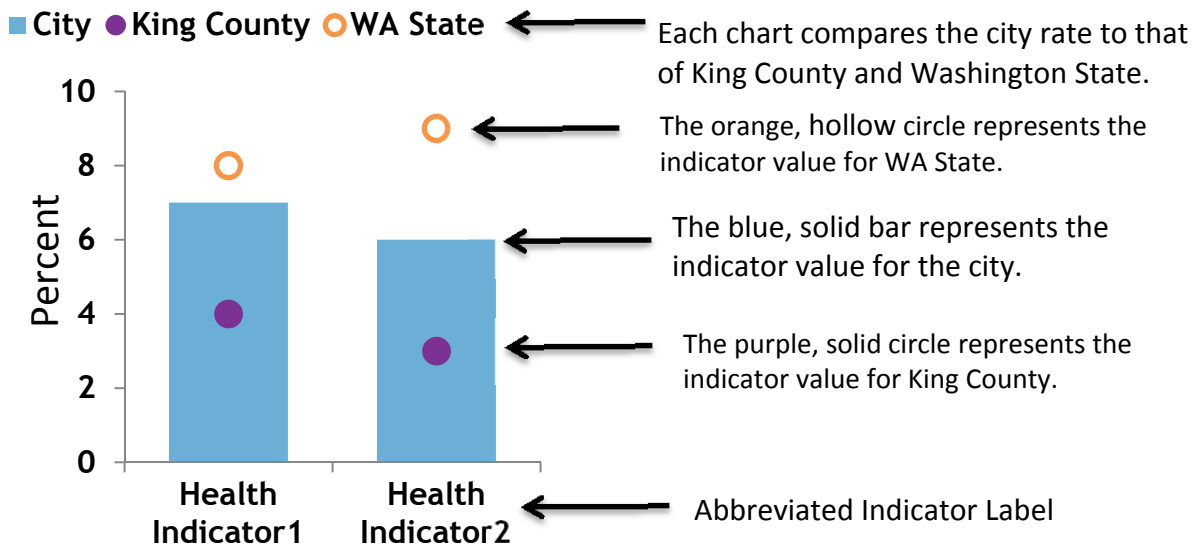 City King County WA State
Each chart compares the city rate to that
of King County and Washington State.
10
8
6
4
2
0
Percent
The orange, hollow circle represents the
indicator value for WA State.
The blue, solid bar represents the
indicator value for the city.
The purple, solid circle represents the
indicator value for King County.
Health
Indicator1
Health
Indicator2
Abbreviated Indicator Label